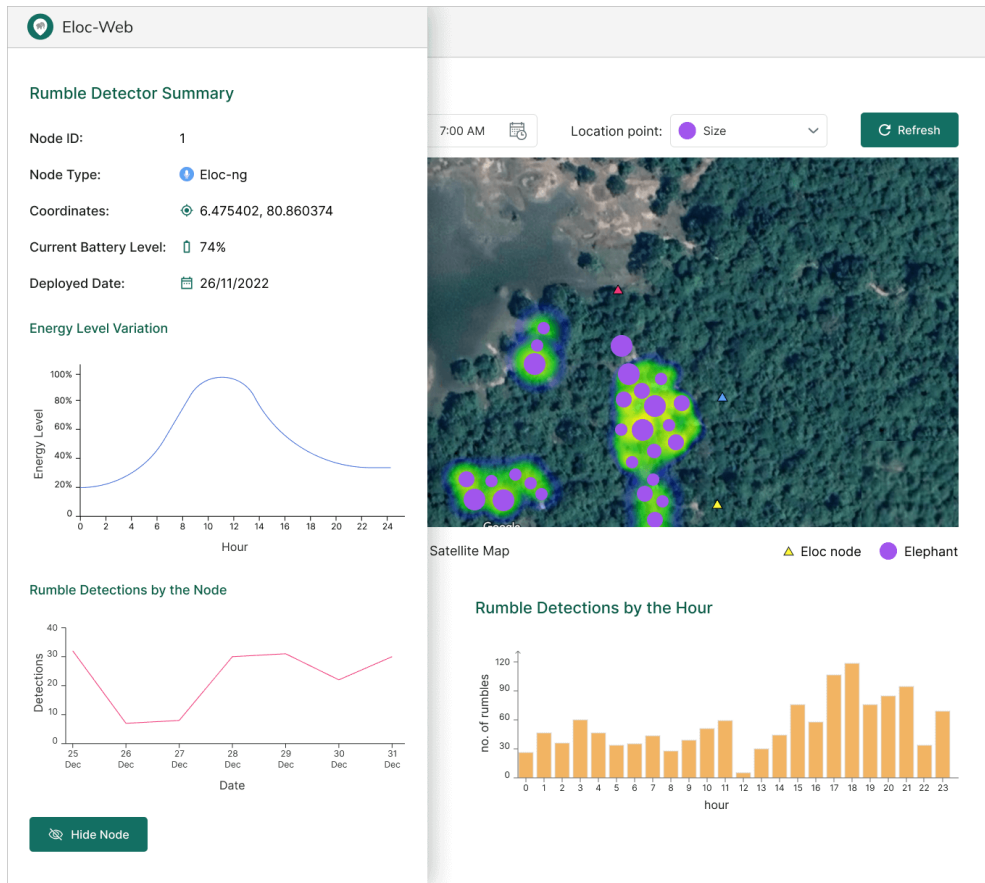 Eloc-Web
Rumble Detector Summary
Node ID: 1
Node Type: Eloc-ng
Coordinates: 6.475402, 80.860374
Current Battery Level: 74%
Deployed Date: 26/11/2022
Energy Level Variation
100%
80%
60%
40%
20%
0
Energy Level
0 2 4 6 8 10 12 14 16 18 20 22 24
Hour
Rumble Detections by the Node
40
30
20
10
0
Detections
25 26 27 28 29 30 31
Dec Dec Dec Dec Dec Dec Dec
Date
Hide Node
7:00 AM
Location point: Size
Refresh
Google
Satellite Map
Eloc node
Elephant
Rumble Detections by the Hour
120
90
60
30
0
no. of rumbles
0 1 2 3 4 5 6 7 8 9 10 11 12 13 14 15 16 17 18 19 20 21 22 23
hour